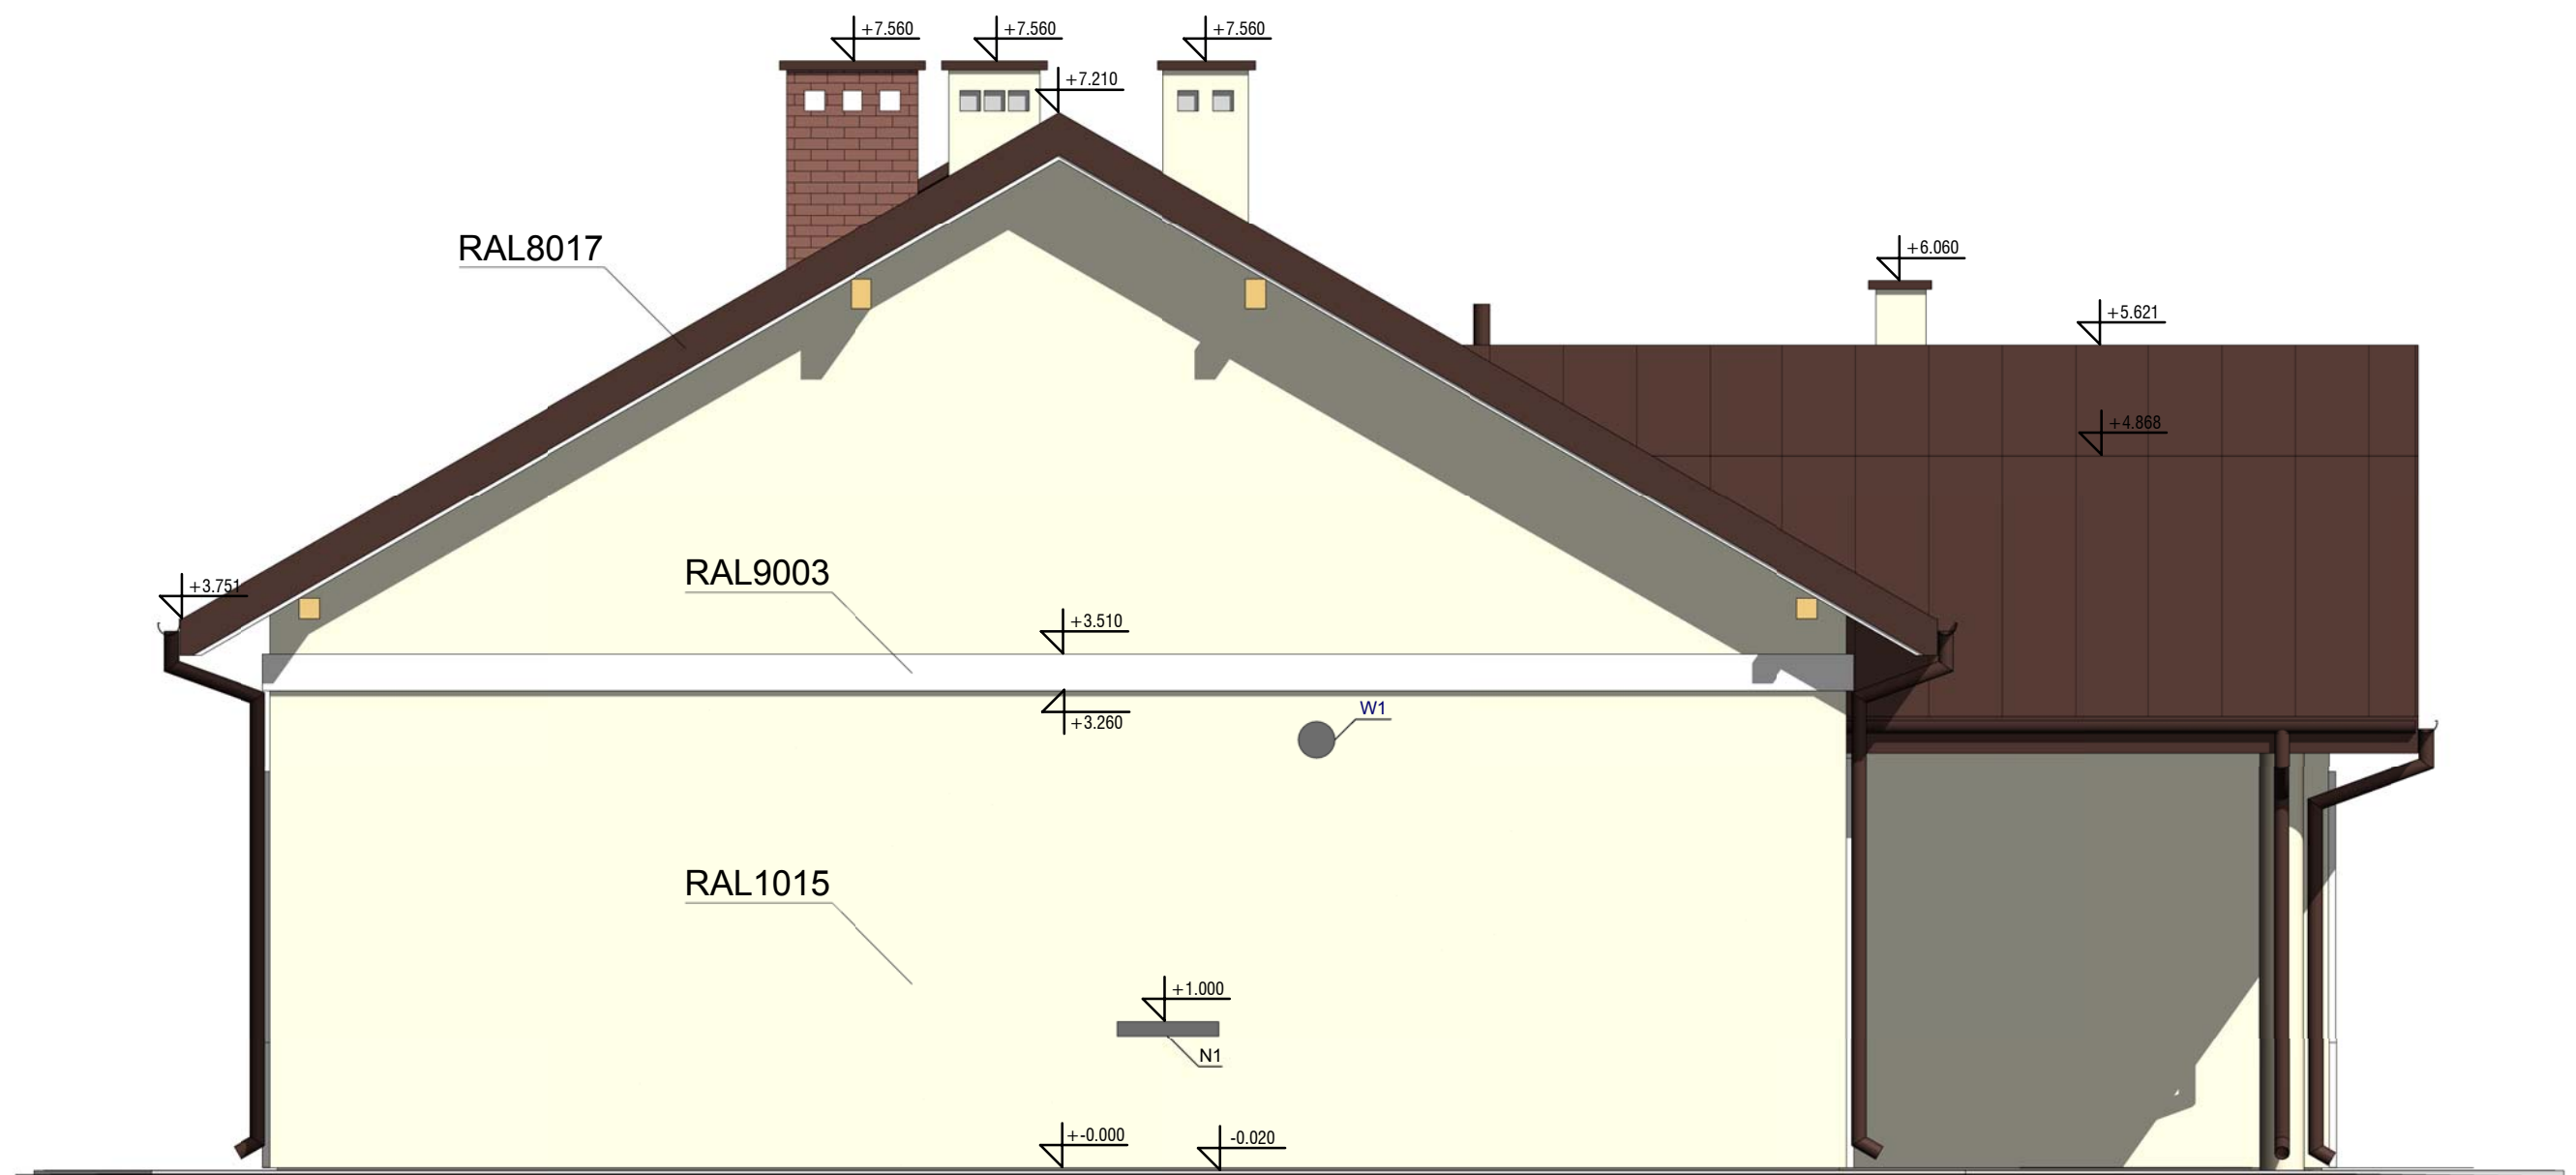 +7.560
+7.560
+7.560
+7.210
RAL8017
+6.060
+5.621
+4.868
+3.751
RAL9003
+3.510
+3.260
W1
RAL1015
+1.000
N1
+-0.000
-0.020